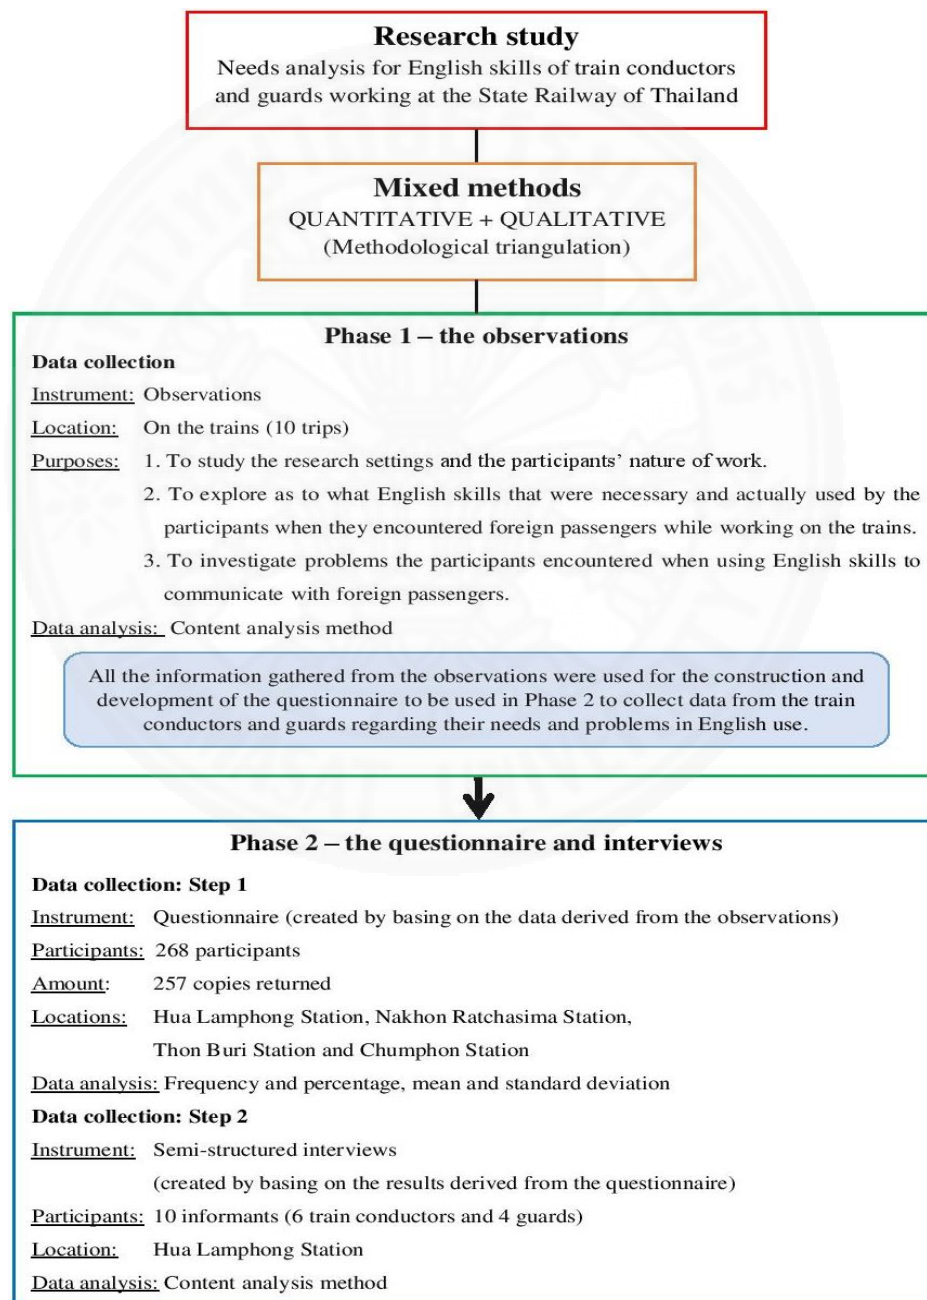 Research study
Needs analysis for English skills of train conductors
and guards working at the State Railway of Thailand
Mixed methods
QUANTITATIVE + QUALITATIVE
(Methodological triangulation)
Phase 1 – the observations
Data collection
Instrument: Observations
Location: On the trains (10 trips)
Purposes: 1. To study the research settings and the participants’ nature of work.
2. To explore as to what English skills that were necessary and actually used by the
participants when they encountered foreign passengers while working on the trains.
3. To investigate problems the participants encountered when using English skills to
communicate with foreign passengers.
Data analysis: Content analysis method
All the information gathered from the observations were used for the construction and
development of the questionnaire to be used in Phase 2 to collect data from the train
conductors and guards regarding their needs and problems in English use.
Phase 2 – the questionnaire and interviews
Data collection: Step 1
Instrument: Questionnaire (created by basing on the data derived from the observations)
Participants: 268 participants
Amount: 257 copies returned
Locations: Hua Lamphong Station, Nakhon Ratchasima Station,
Thon Buri Station and Chumphon Station
Data analysis: Frequency and percentage, mean and standard deviation
Data collection: Step 2
Instrument: Semi-structured interviews
(created by basing on the results derived from the questionnaire)
Participants: 10 informants (6 train conductors and 4 guards)
Location: Hua Lamphong Station
Data analysis: Content analysis method